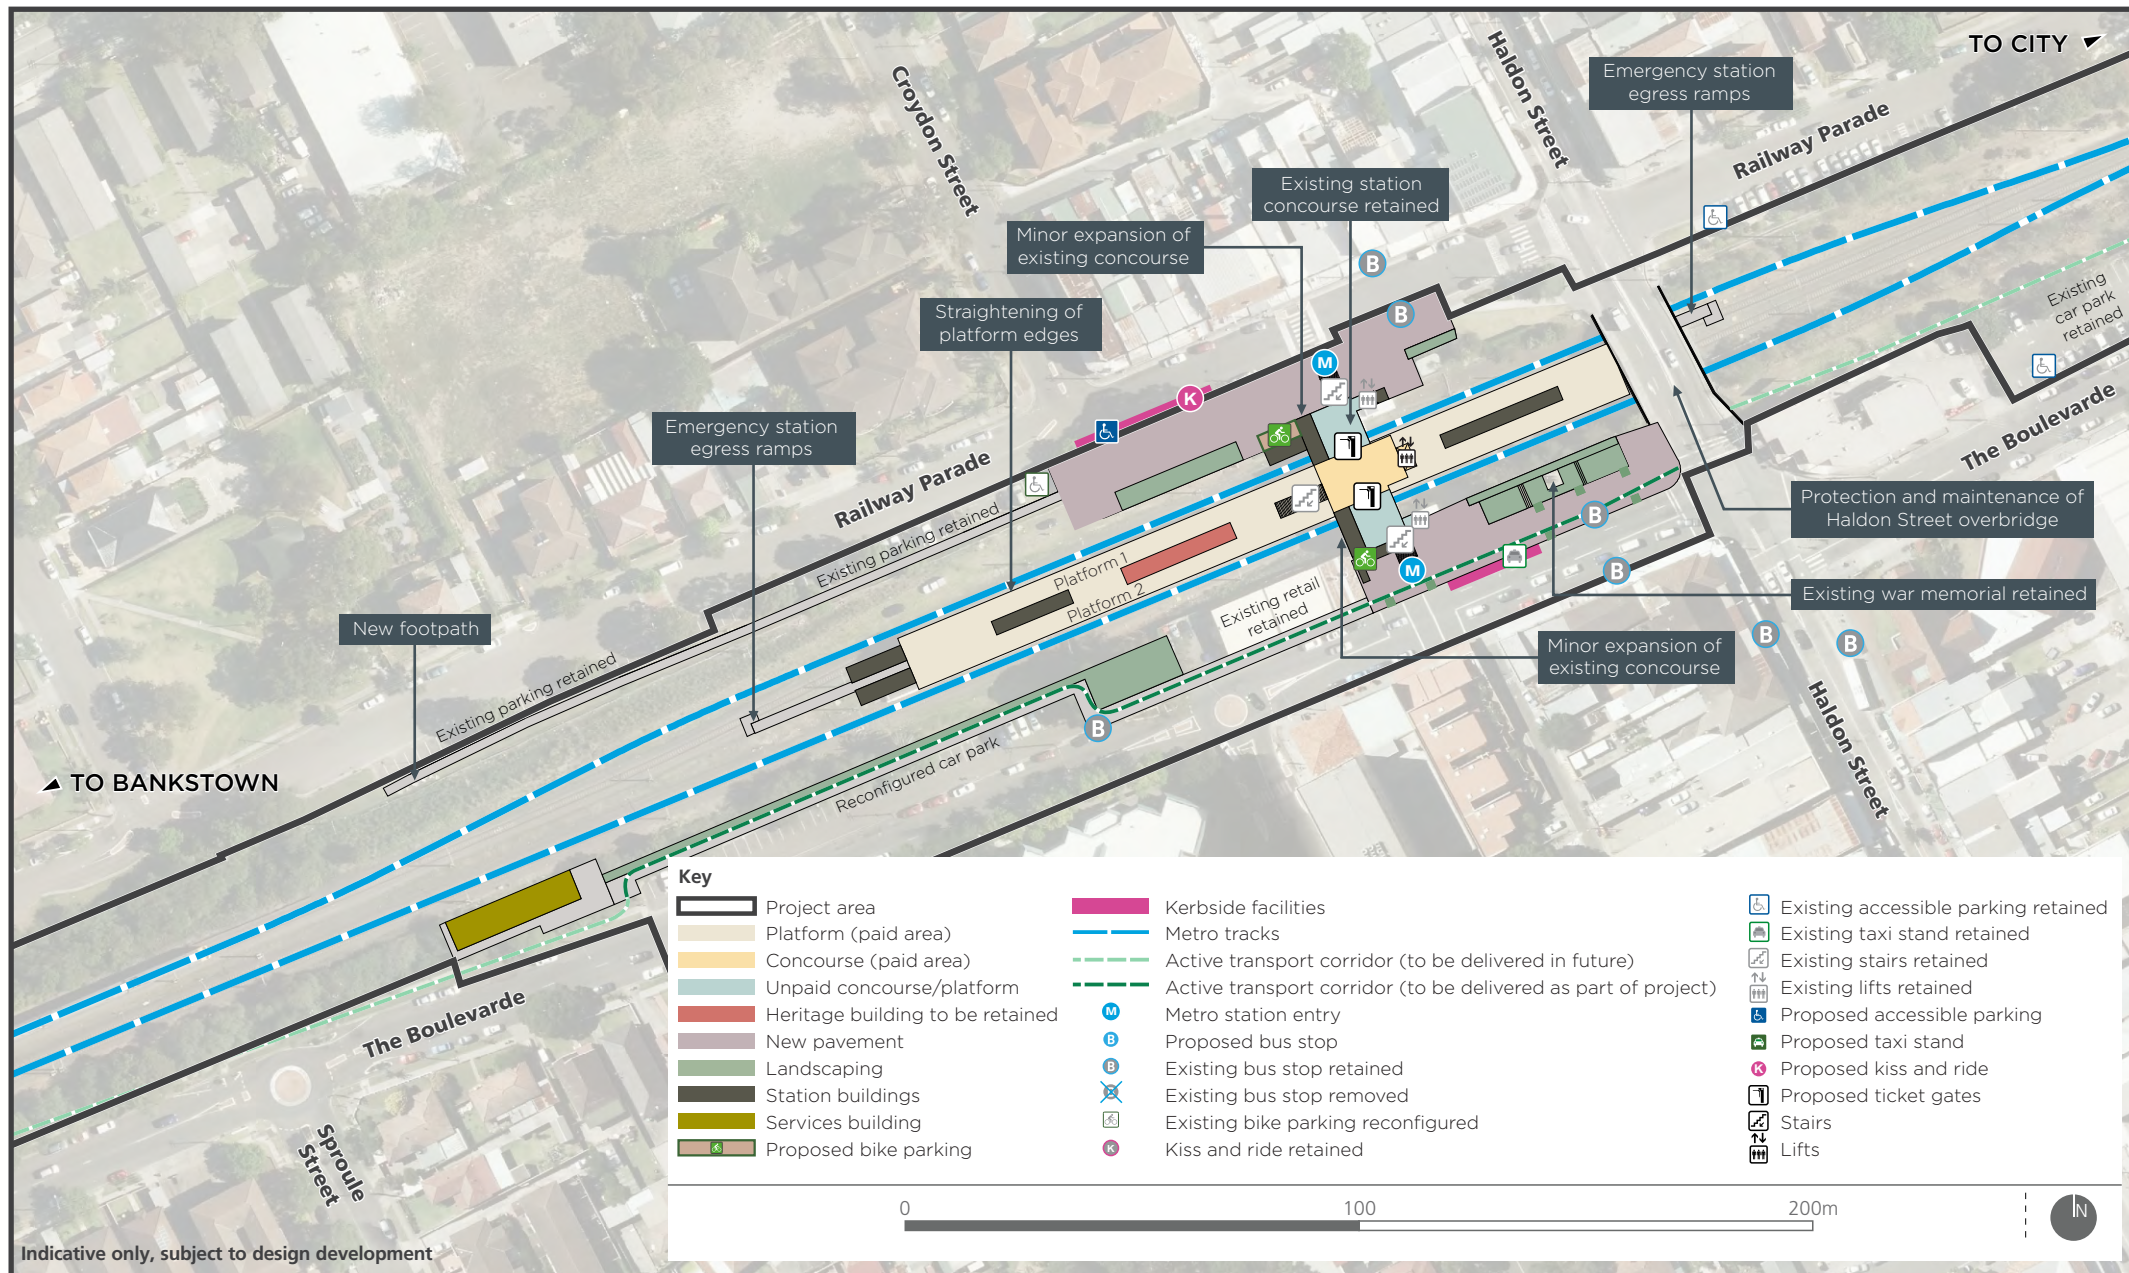 TO CITY
Haldon Street
Emergency station
egress ramps
Croydon Street
Railway Parade
Existing station
concourse retained
Minor expansion of
existing concourse
B
B
Existing
car park
retained
Straightening of
platform edges
M
K
The Boulevarde
Emergency station
egress ramps
Railway Parade
Existing parking retained
Protection and maintenance of
Haldon Street overbridge
B
B
M
Platform 1
Platform 2
Existing retail
retained
Existing war memorial retained
New footpath
B
B
Minor expansion of
existing concourse
Existing parking retained
B
Haldon Street
Reconfigured car park
TO BANKSTOWN
The Boulevarde
Sproule
Street
Key
Project area
Platform (paid area)
Concourse (paid area)
Unpaid concourse/platform
Heritage building to be retained
New pavement
Landscaping
Station buildings
Services building
Proposed bike parking
Kerbside facilities
Metro tracks
Active transport corridor (to be delivered in future)
Active transport corridor (to be delivered as part of project)
M Metro station entry
B Proposed bus stop
B Existing bus stop retained
B Existing bus stop removed
Existing bike parking reconfigured
K Kiss and ride retained
Existing accessible parking retained
Existing taxi stand retained
Existing stairs retained
Existing lifts retained
Proposed accessible parking
Proposed taxi stand
K Proposed kiss and ride
Proposed ticket gates
Stairs
Lifts
0 100 200m
N
Indicative only, subject to design development